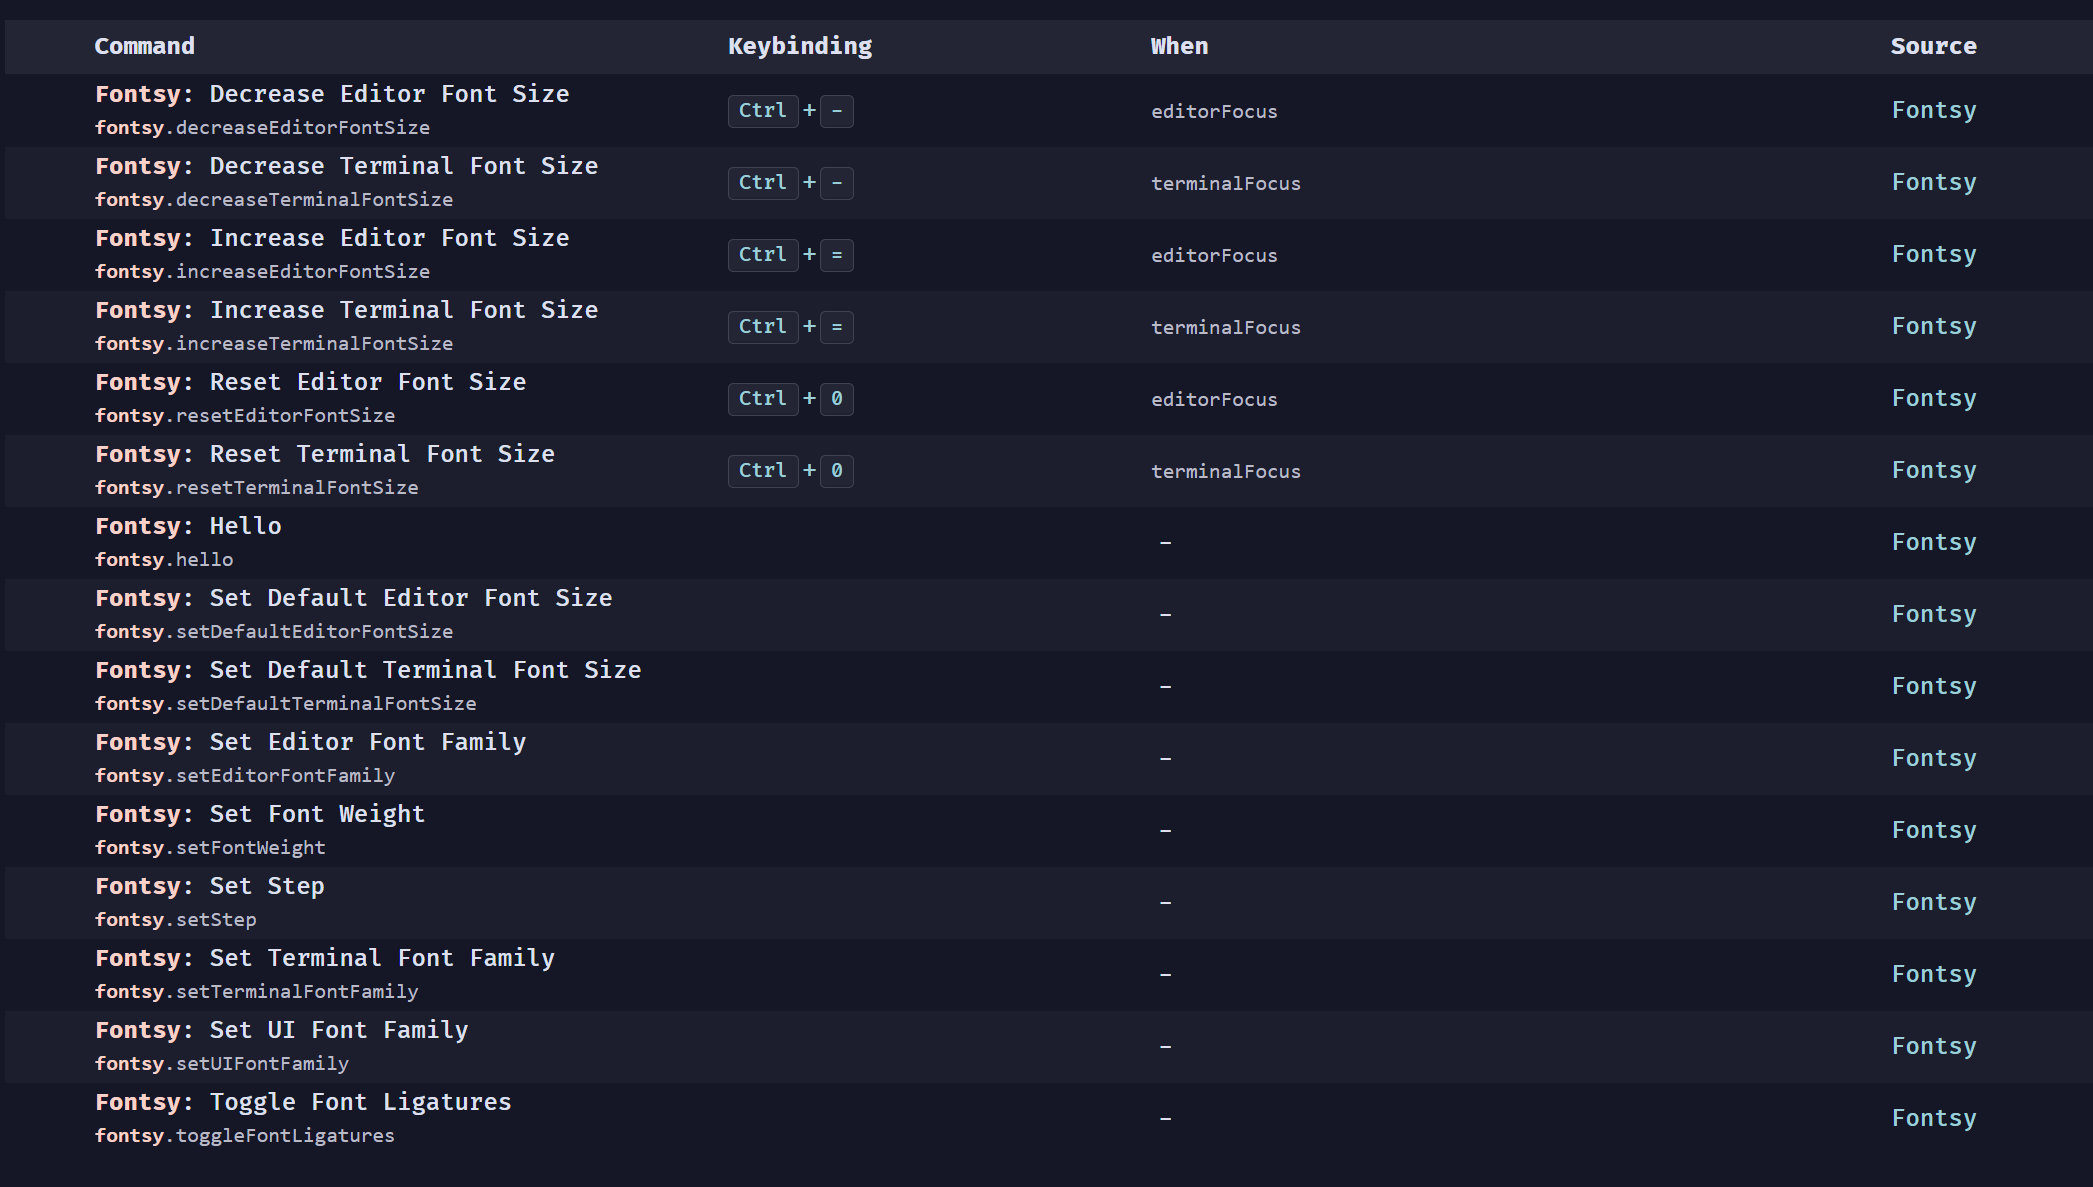 Command Keybinding When Source
Fontsy: Decrease Editor Font Size
fontsy.decreaseEditorFontSize
Ctrl + - editorFocus Fontsy
Fontsy: Decrease Terminal Font Size
fontsy.decreaseTerminalFontSize
Ctrl + - terminalFocus Fontsy
Fontsy: Increase Editor Font Size
fontsy.increaseEditorFontSize
Ctrl + = editorFocus Fontsy
Fontsy: Increase Terminal Font Size
fontsy.increaseTerminalFontSize
Ctrl + = terminalFocus Fontsy
Fontsy: Reset Editor Font Size
fontsy.resetEditorFontSize
Ctrl + 0 editorFocus Fontsy
Fontsy: Reset Terminal Font Size
fontsy.resetTerminalFontSize
Ctrl + 0 terminalFocus Fontsy
Fontsy: Hello
fontsy.hello
– Fontsy
Fontsy: Set Default Editor Font Size
fontsy.setDefaultEditorFontSize
– Fontsy
Fontsy: Set Default Terminal Font Size
fontsy.setDefaultTerminalFontSize
– Fontsy
Fontsy: Set Editor Font Family
fontsy.setEditorFontFamily
– Fontsy
Fontsy: Set Font Weight
fontsy.setFontWeight
– Fontsy
Fontsy: Set Step
fontsy.setStep
– Fontsy
Fontsy: Set Terminal Font Family
fontsy.setTerminalFontFamily
– Fontsy
Fontsy: Set UI Font Family
fontsy.setUIFontFamily
– Fontsy
Fontsy: Toggle Font Ligatures
fontsy.toggleFontLigatures
– Fontsy